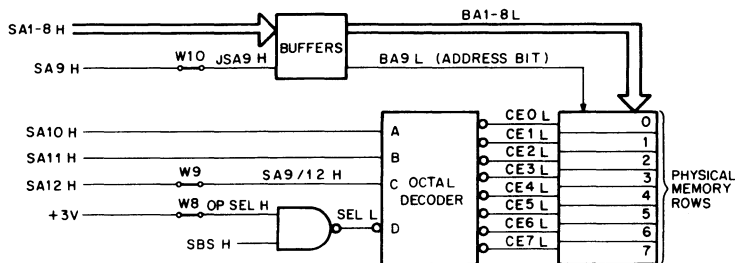 SA1-8 H
BA1-8 L
BUFFERS
W10
SA9 H
JSA9 H
BA9 L (ADDRESS BIT)
SA10 H
A
CE0 L
0
CE1 L
1
SA11 H
B
CE2 L
2
W9
CE3 L
3
SA12 H
SA9/12 H
C
OCTAL
DECODER
CE4 L
4
PHYSICAL
MEMORY
ROWS
W8
+3V
OP SEL H
CE5 L
5
SEL L
D
CE6 L
6
SBS H
CE7 L
7